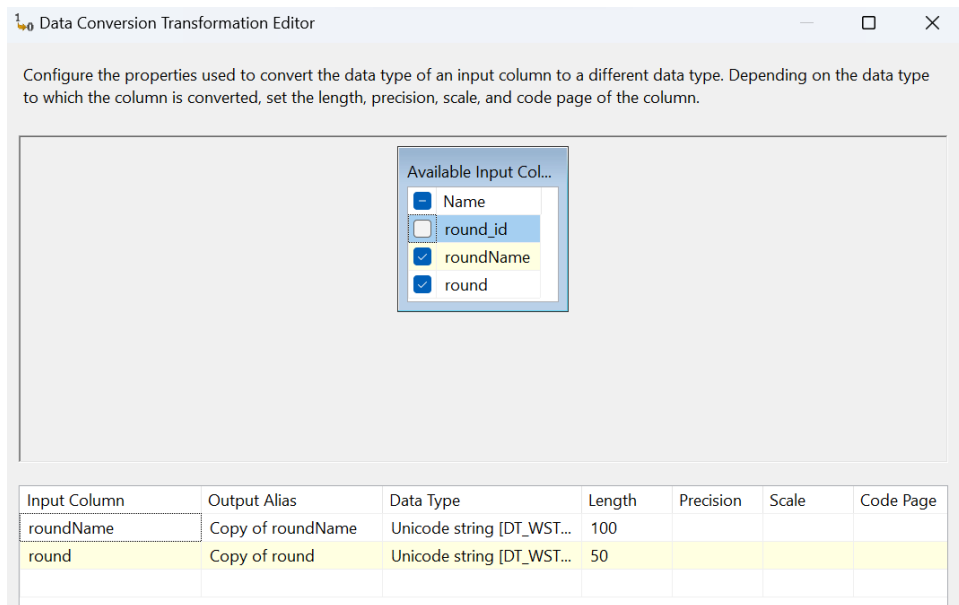 Data Conversion Transformation Editor
Configure the properties used to convert the data type of an input column to a different data type. Depending on the data type
to which the column is converted, set the length, precision, scale, and code page of the column.
Available Input Col...
Name
round_id
roundName
round
Input Column Output Alias Data Type Length Precision Scale Code Page
roundName Copy of roundName Unicode string [DT_WST... 100
round Copy of round Unicode string [DT_WST... 50